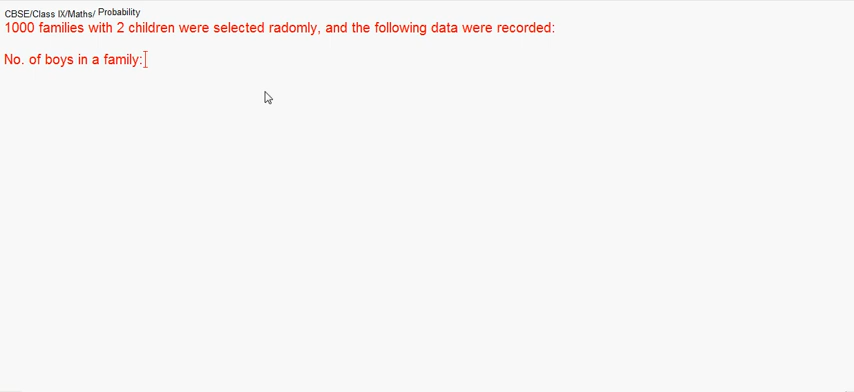 CBSE/Class IX/Maths/ Probability
1000 families with 2 children were selected radomly, and the following data were recorded:
No. of boys in a family: